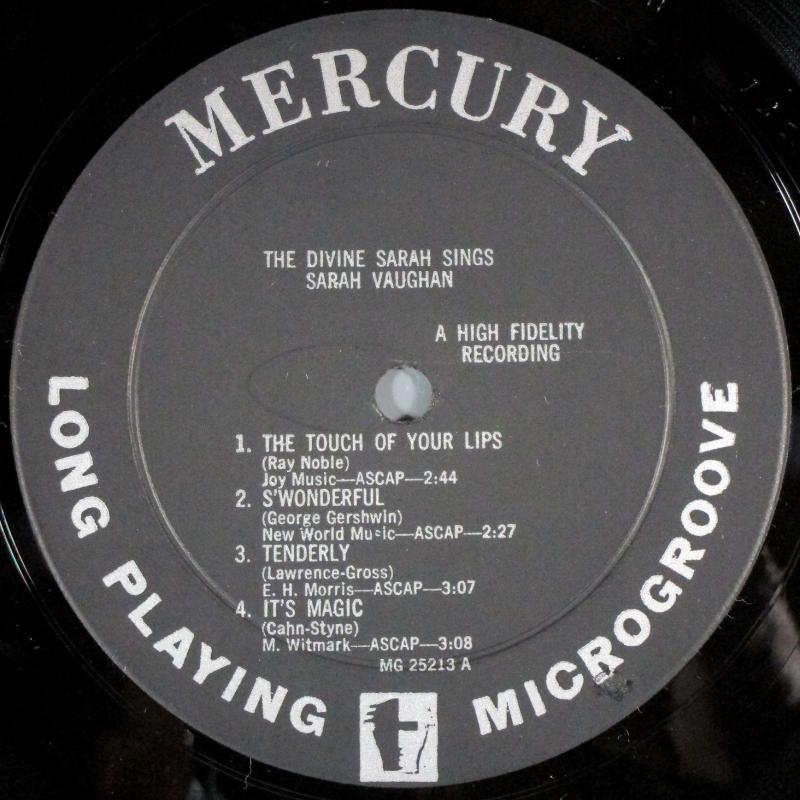 MERCURY
THE DIVINE SARAH SINGS
SARAH VAUGHAN
A HIGH FIDELITY
RECORDING
1. THE TOUCH OF YOUR LIPS
(Ray Noble)
Joy Music—ASCAP—2:44
2. S'WONDERFUL
(George Gershwin)
New World Music—ASCAP—2:27
3. TENDERLY
(Lawrence-Gross)
E. H. Morris—ASCAP—3:07
4. IT'S MAGIC
(Cahn-Styne)
M. Witmark—ASCAP—3:08
MG 25213 A
LONG PLAYING MICROGROOVE